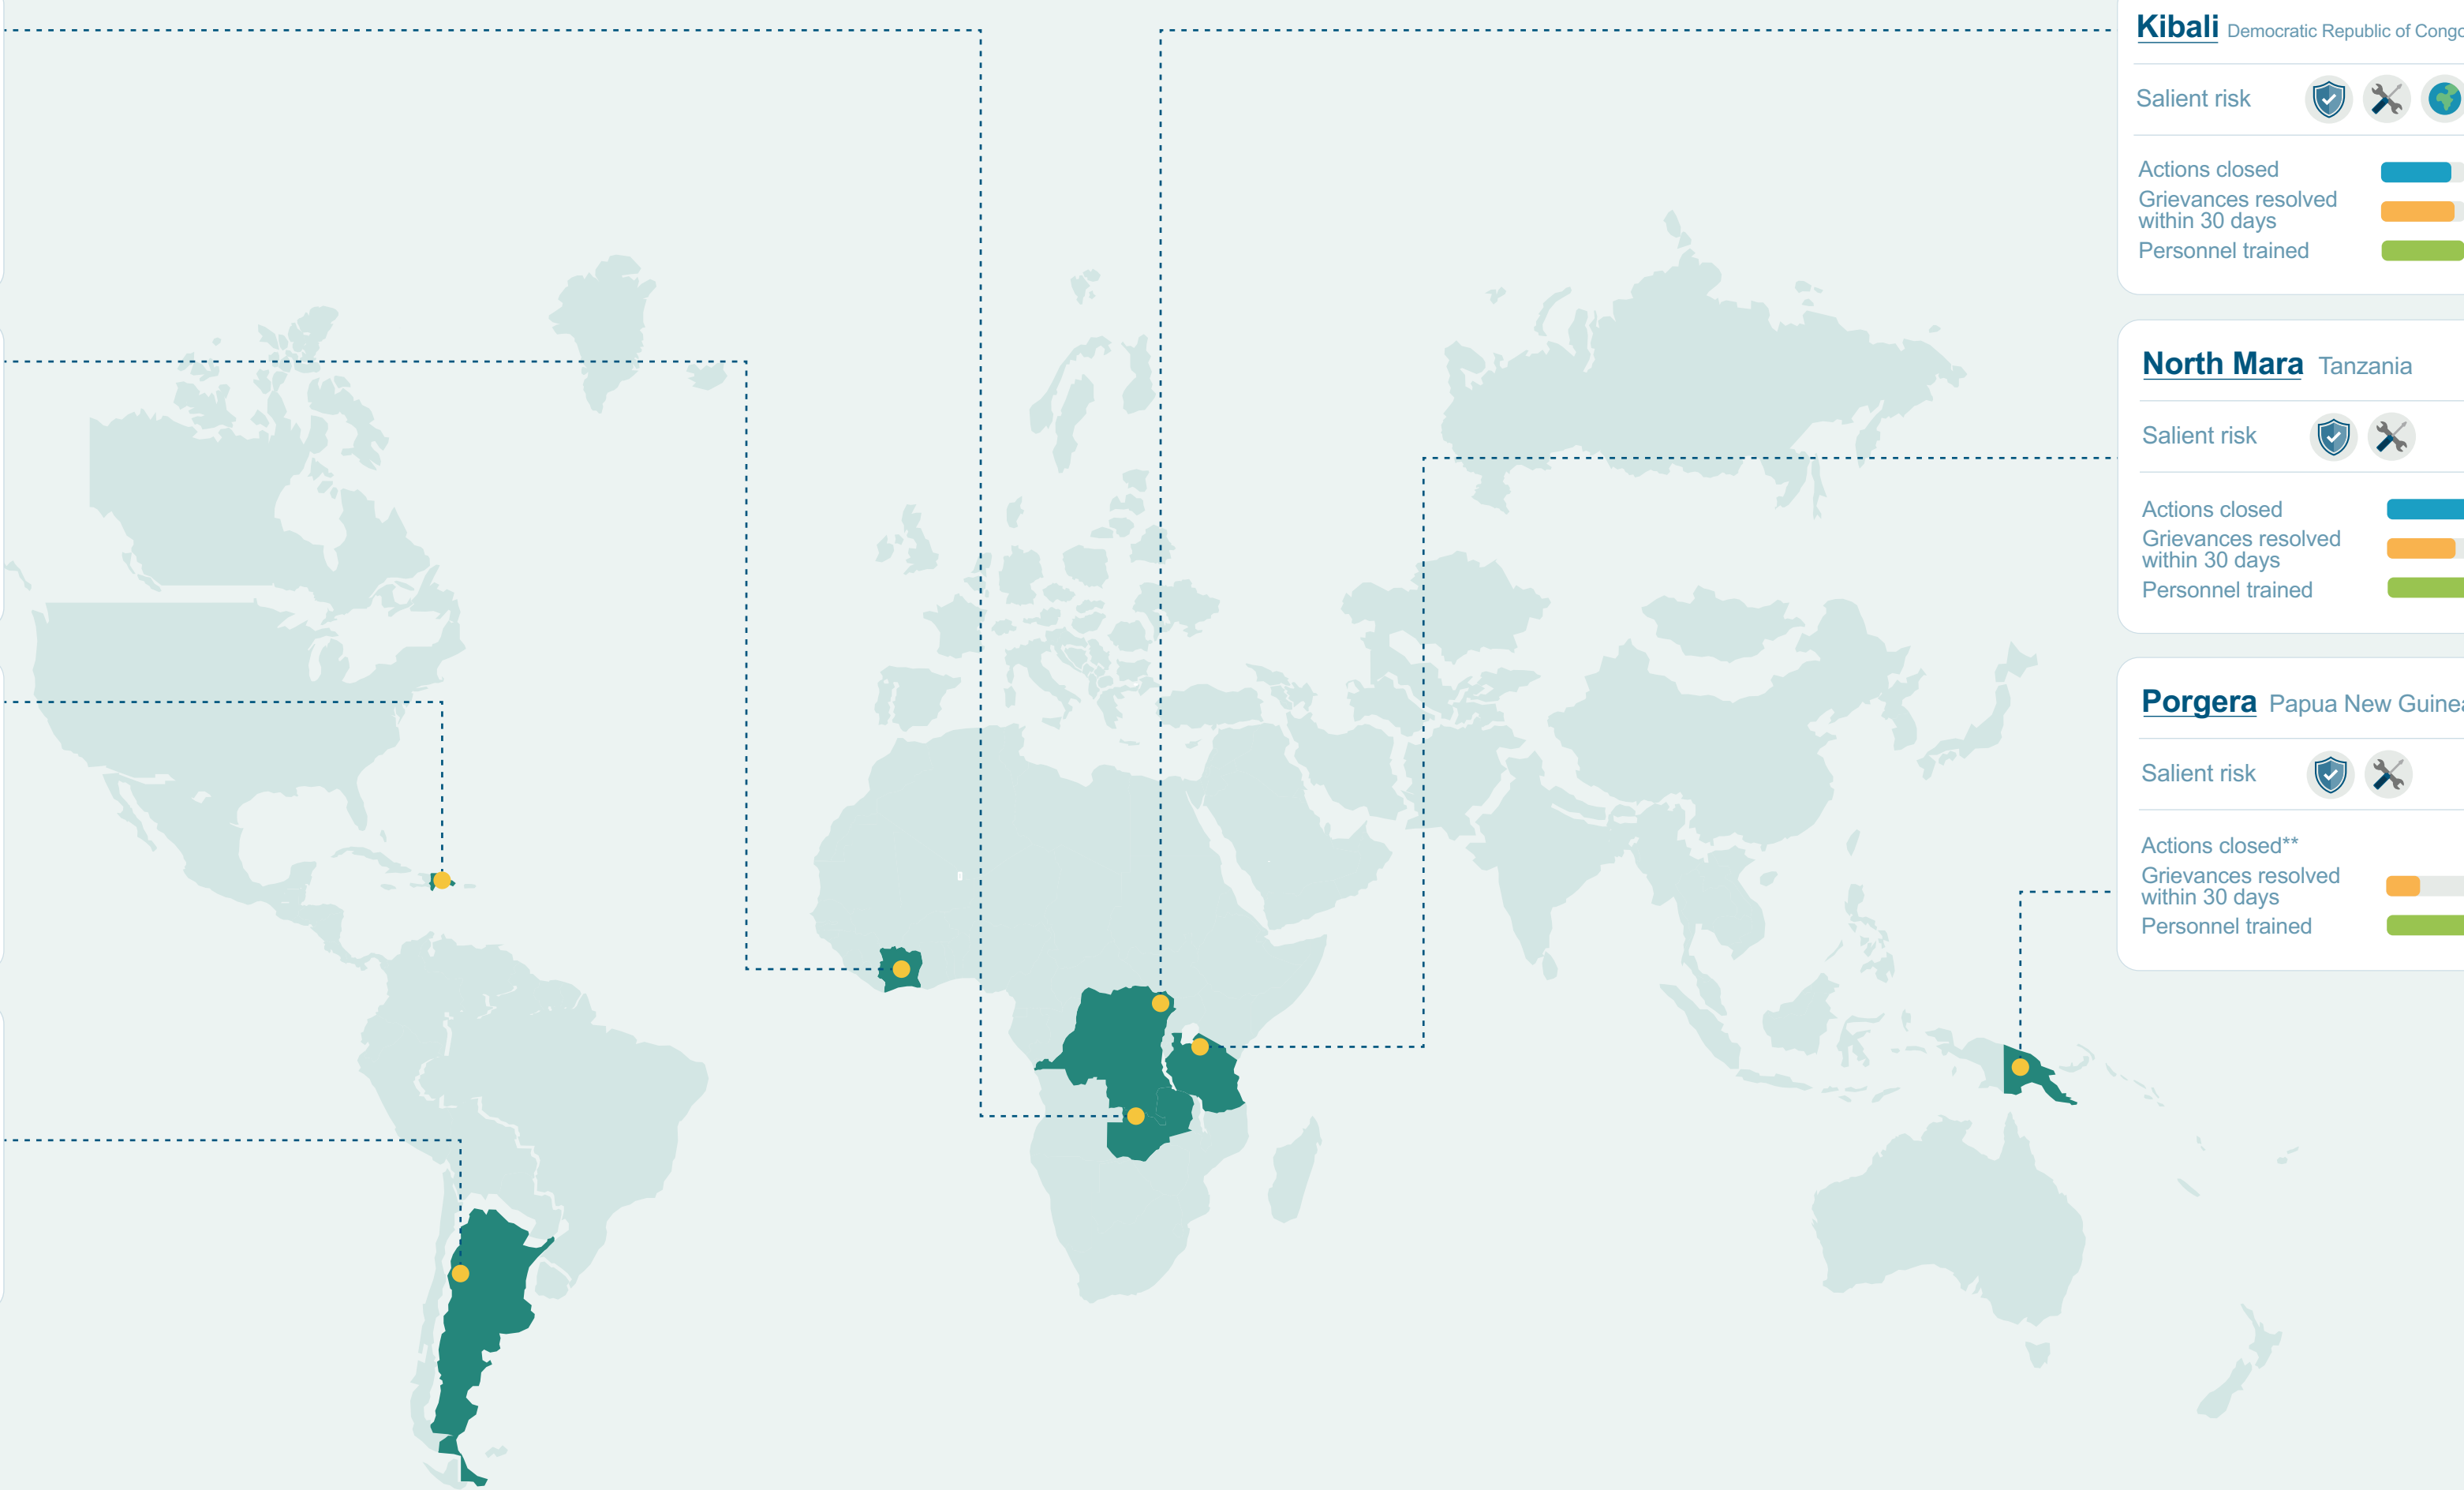 Kibali Democratic Republic of Congo
Salient risk
Actions closed
Grievances resolved
within 30 days
Personnel trained
North Mara Tanzania
Salient risk
Actions closed
Grievances resolved
within 30 days
Personnel trained
Porgera Papua New Guinea
Salient risk
Actions closed**
Grievances resolved
within 30 days
Personnel trained